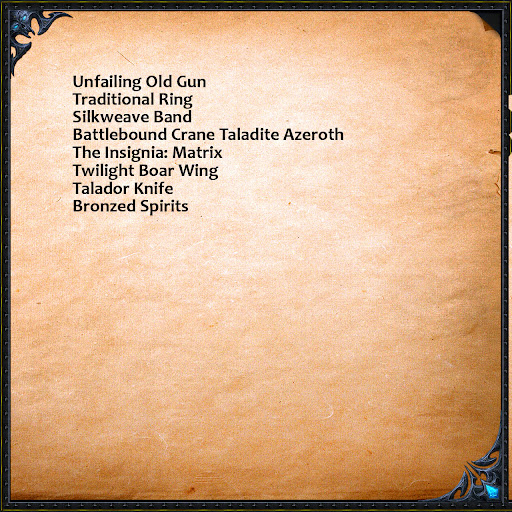 Unfailing Old Gun
Traditional Ring
Silkweave Band
Battlebound Crane Taladite Azeroth
The Insignia: Matrix
Twilight Boar Wing
Talador Knife
Bronzed Spirits